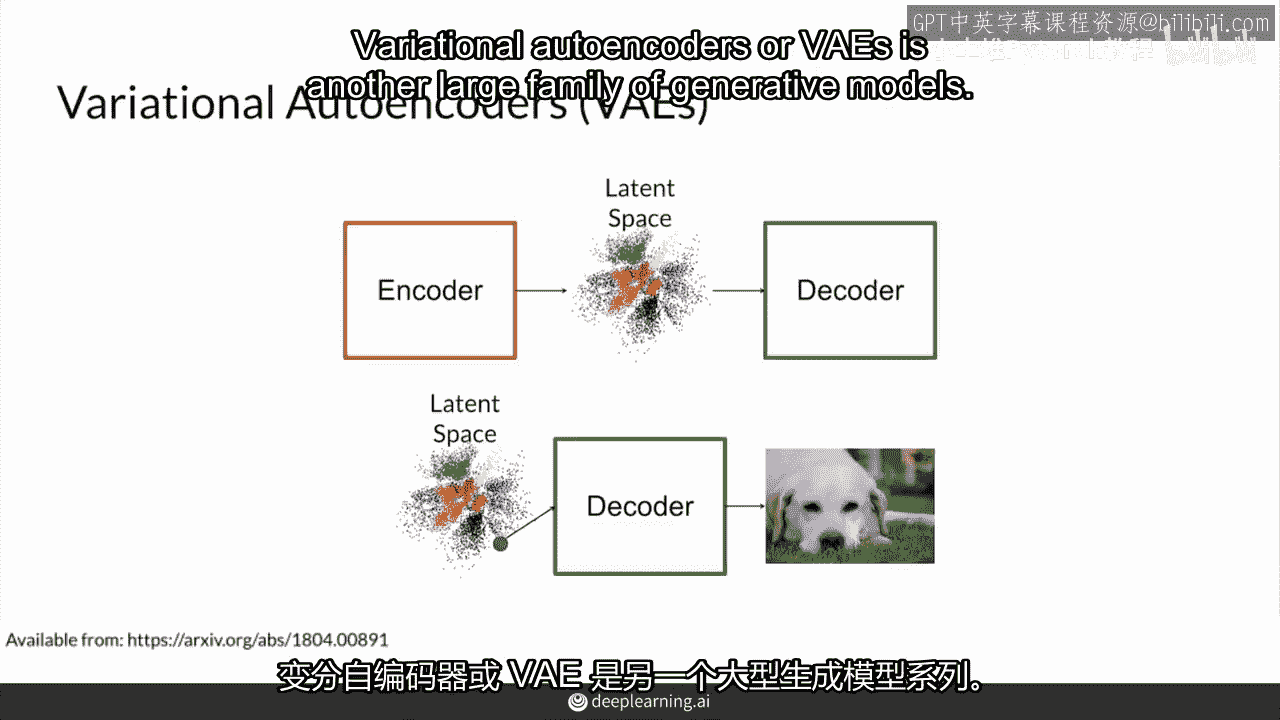 GPT中英字幕课程资源@bilibili.com
Variational autoencoders or VAEs is
another large family of generative models.
Variational Autoencoders (VAEs)
Latent
Space
Encoder
Decoder
Latent
Space
Decoder
Available from: https://arxiv.org/abs/1804.00891
变分自编码器或 VAE 是另一个大型生成模型系列。
deeplearning.ai